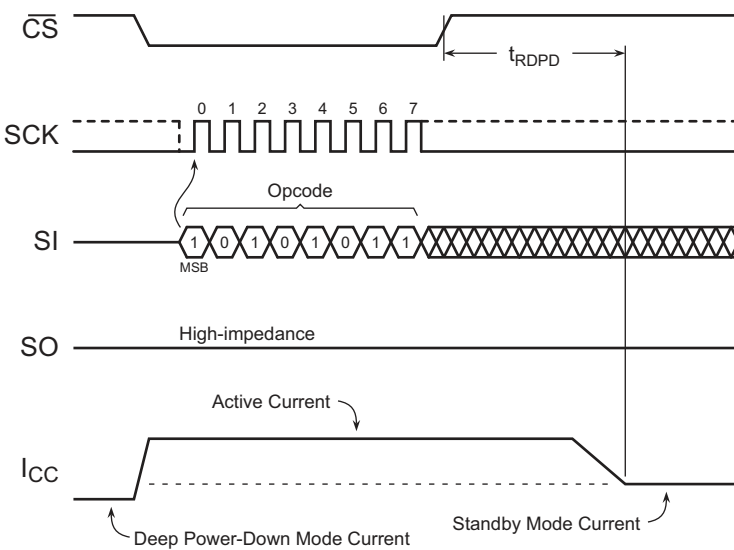 CS
tRDPD
0 1 2 3 4 5 6 7
SCK
Opcode
SI
1 0 1 0 1 0 1 1
MSB
High-impedance
SO
Active Current
ICC
Standby Mode Current
Deep Power-Down Mode Current